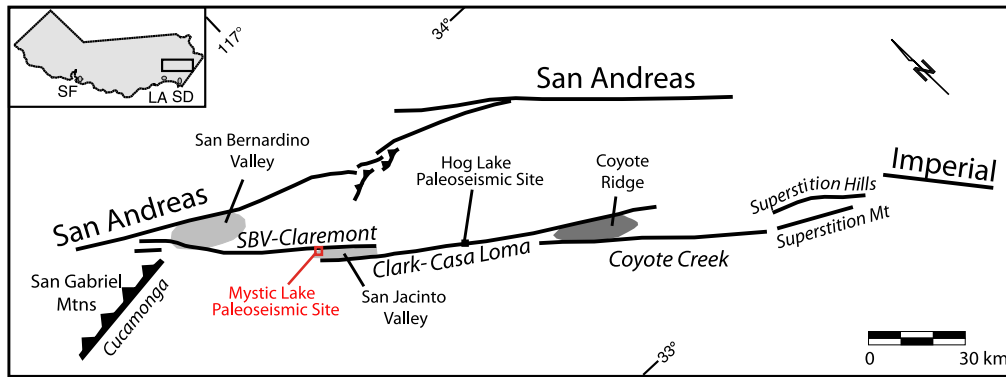 117°
34°
SF
LA SD
N
San Andreas
San Bernardino
Valley
Hog Lake
Paleoseismic Site
Coyote
Ridge
Imperial
Superstition Hills
San Andreas
SBV-Claremont
Superstition Mt
Clark-Casa Loma
Coyote Creek
San Gabriel
Mtns
Cucamonga
Mystic Lake
Paleoseismic Site
San Jacinto
Valley
33°
0 30 km